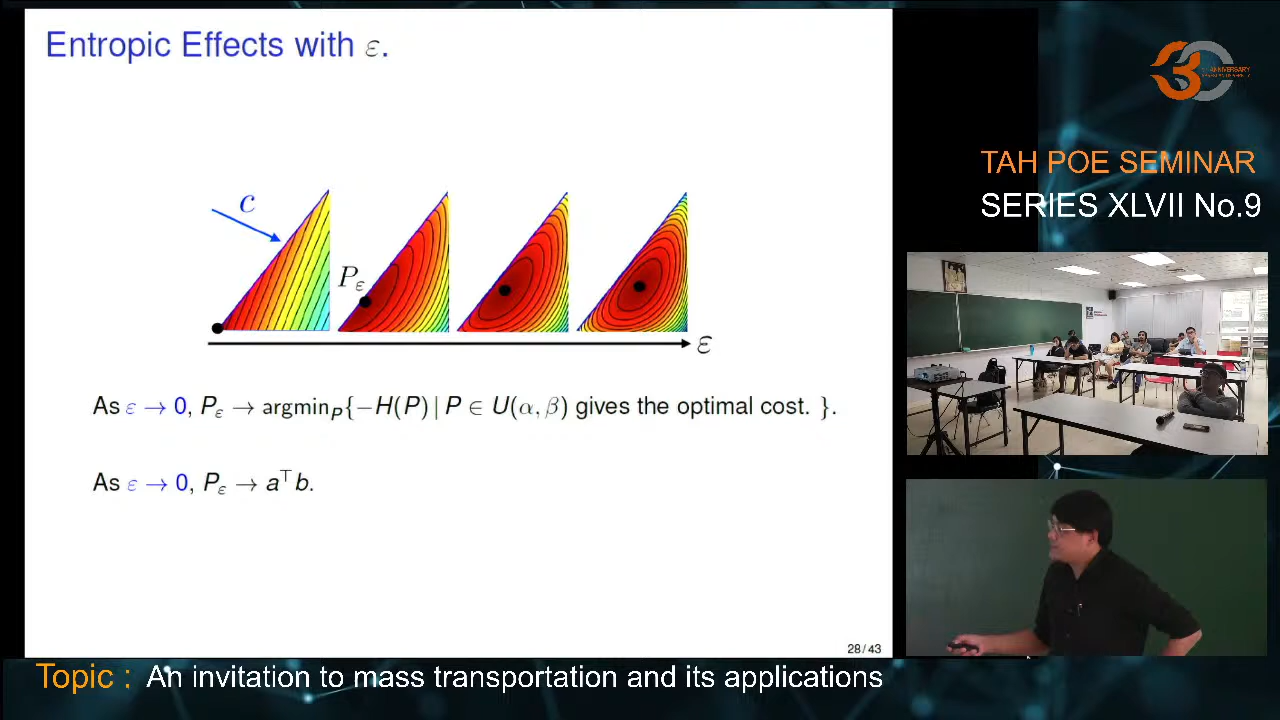 Entropic Effects with ε.
c
P_ε
ε
As ε → 0, P_ε → argmin_P{−H(P) | P ∈ U(α, β) gives the optimal cost. }.
As ε → 0, P_ε → a^⊤ b.
28/43
30
TAH POE SEMINAR
SERIES XLVII No.9
Topic : An invitation to mass transportation and its applications